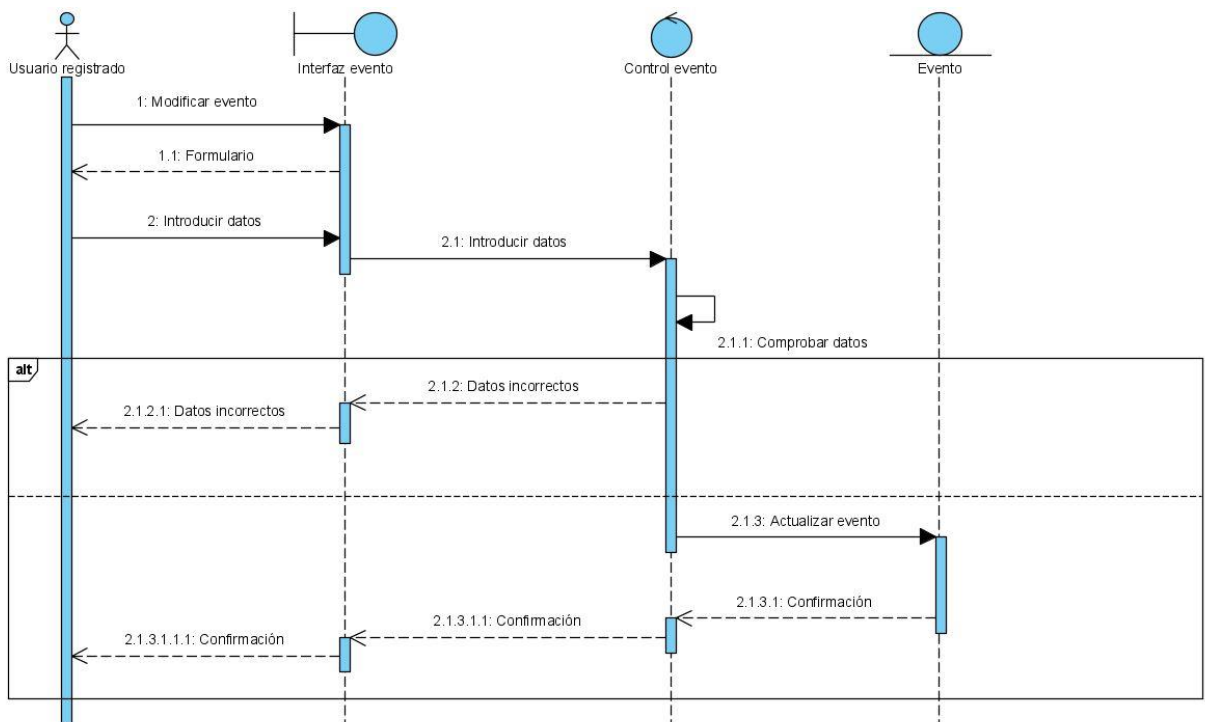 Usuario registrado
Interfaz evento
Control evento
Evento
1: Modificar evento
1.1: Formulario
2: Introducir datos
2.1: Introducir datos
2.1.1: Comprobar datos
alt
2.1.2: Datos incorrectos
2.1.2.1: Datos incorrectos
2.1.3: Actualizar evento
2.1.3.1: Confirmación
2.1.3.1.1: Confirmación
2.1.3.1.1.1: Confirmación